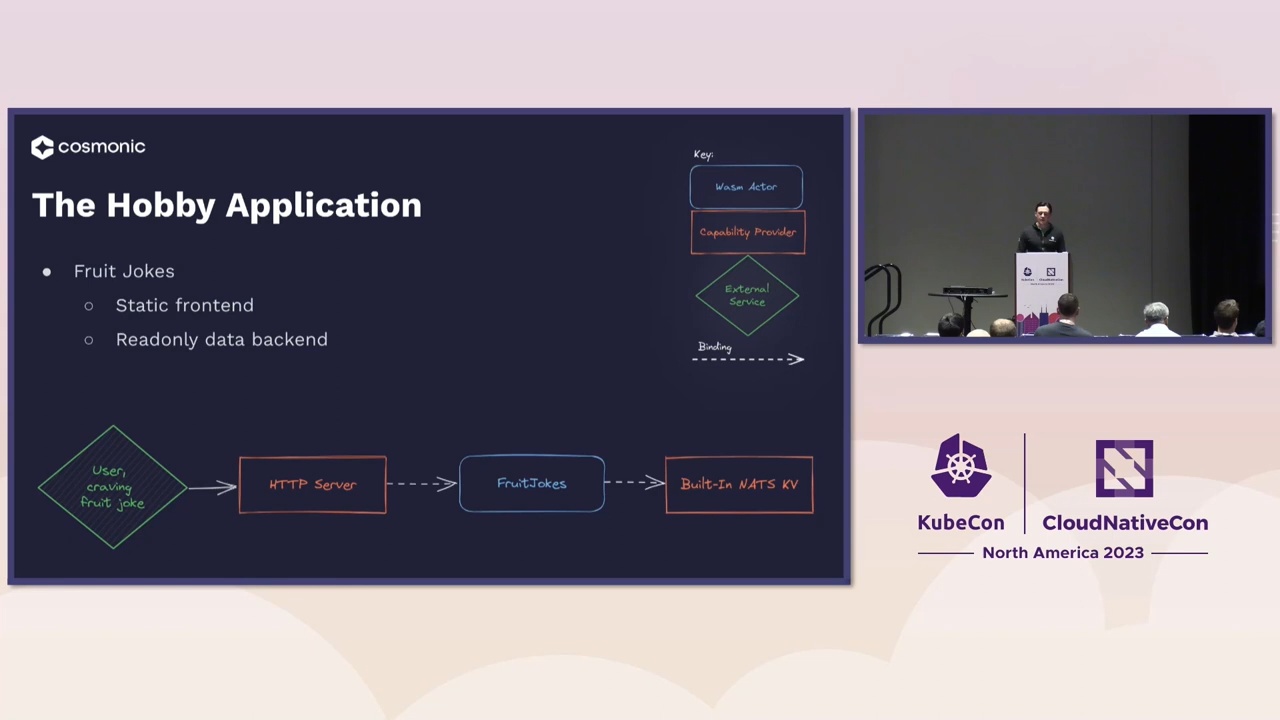 cosmonic
The Hobby Application
● Fruit Jokes
○ Static frontend
○ Readonly data backend
Key:
Wasm Actor
Capability Provider
External
Service
Binding
User,
craving
fruit joke
HTTP Server
FruitJokes
Built-In NATS KV
KubeCon
CloudNativeCon
North America 2023